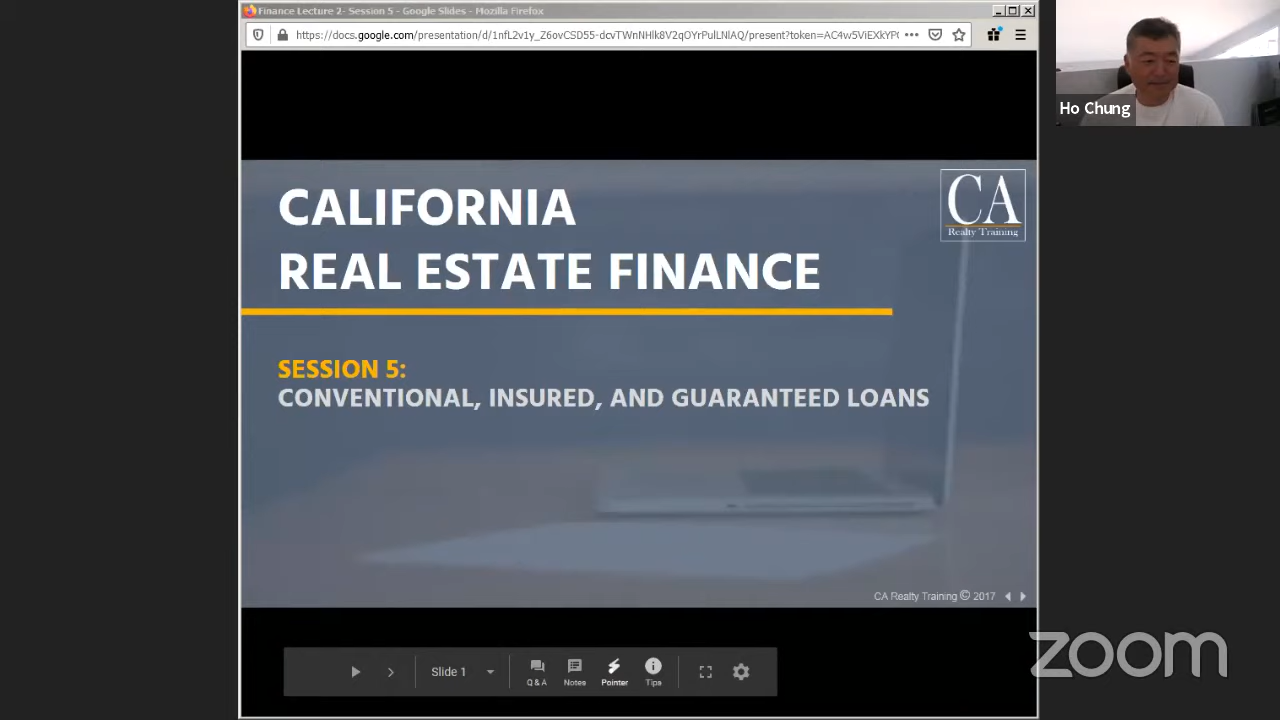 Finance Lecture 2- Session 5 - Google Slides - Mozilla Firefox
Ho Chung
CALIFORNIA
REAL ESTATE FINANCE
CA
Realty Training
SESSION 5:
CONVENTIONAL, INSURED, AND GUARANTEED LOANS
CA Realty Training © 2017
Slide 1
Q & A
Notes
Pointer
Tips
zoom